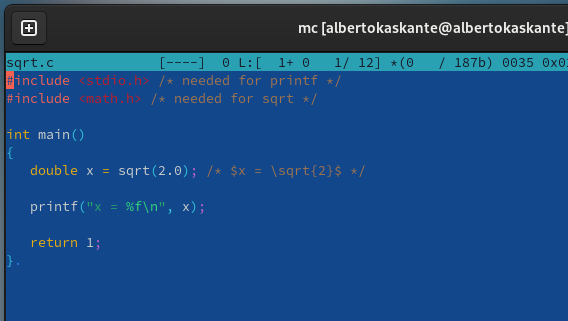 mc [albertokaskante@albertokaskante]
sqrt.c [----] 0 L:[ 1+ 0 1/ 12] *(0 / 187b) 0035 0x0
#include <stdio.h> /* needed for printf */
#include <math.h> /* needed for sqrt */
int main()
{
double x = sqrt(2.0); /* $x = \sqrt{2}$ */
printf("x = %f\n", x);
return 1;
}.